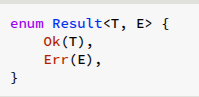 enum Result<T, E> {
    Ok(T),
    Err(E),
}